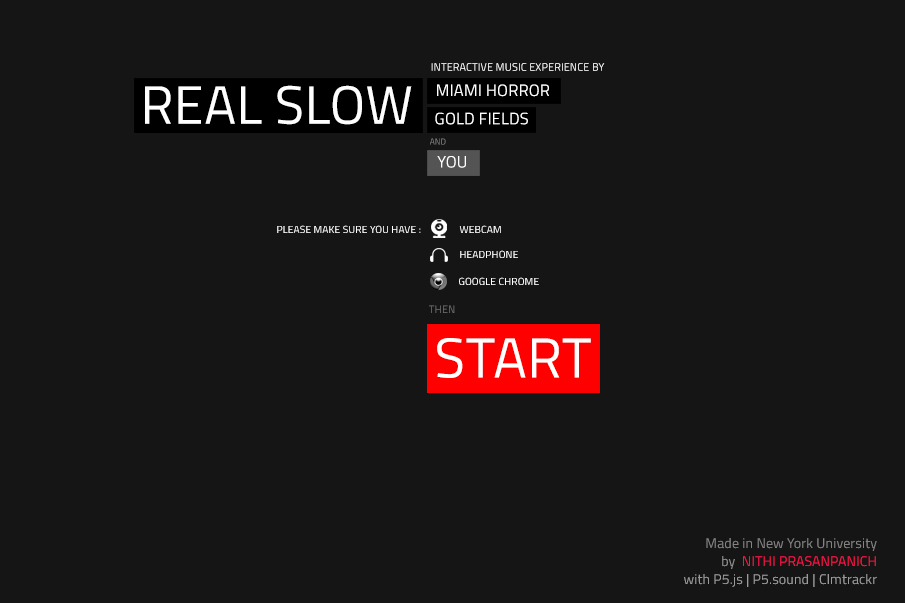 INTERACTIVE MUSIC EXPERIENCE BY
REAL SLOW
MIAMI HORROR
GOLD FIELDS
AND
YOU
PLEASE MAKE SURE YOU HAVE :
WEBCAM
HEADPHONE
GOOGLE CHROME
THEN
START
Made in New York University
by NITHI PRASANPANICH
with P5.js | P5.sound | Clmtrackr